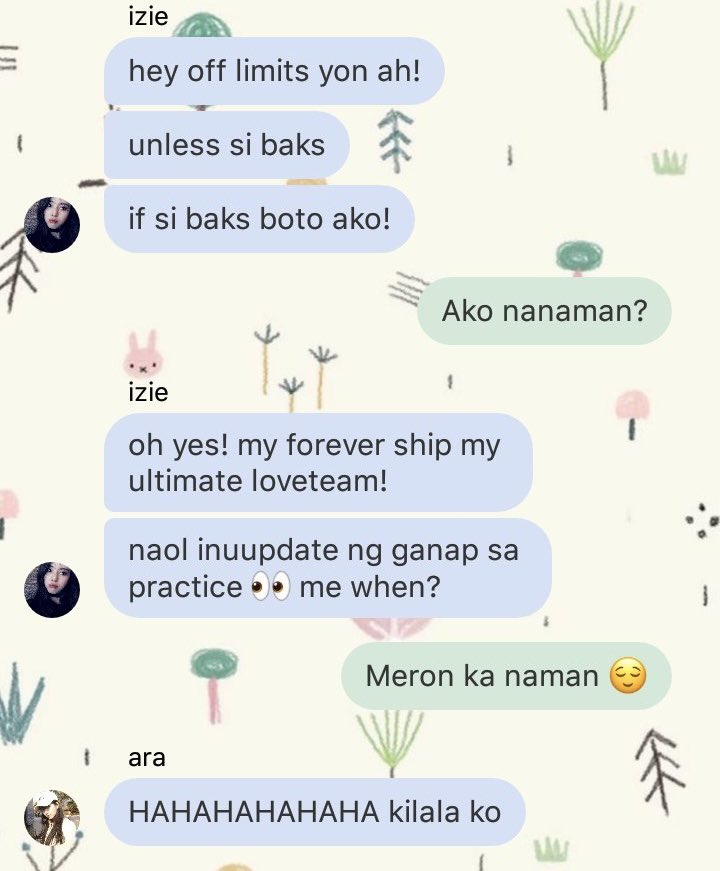 izie
hey off limits yon ah!
unless si baks
if si baks boto ako!
Ako nanaman?
izie
oh yes! my forever ship my
ultimate loveteam!
naol inuupdate ng ganap sa
practice 👀 me when?
Meron ka naman 😌
ara
HAHAHAHAHAHA kilala ko